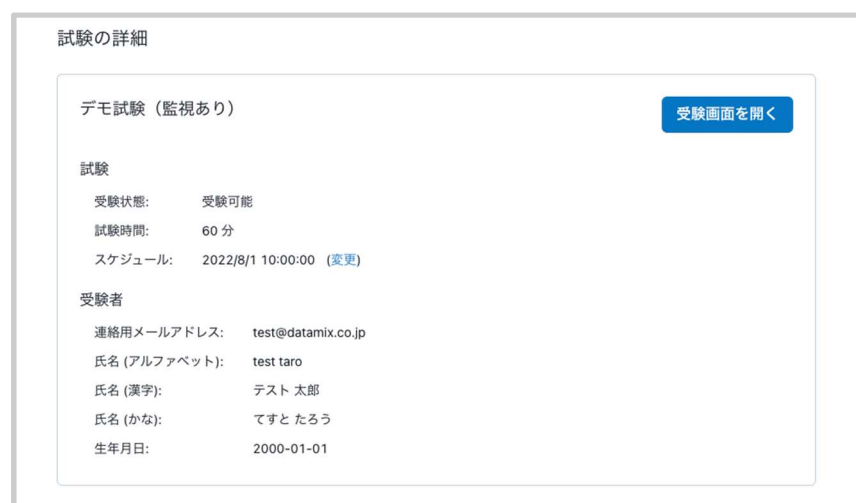 試験の詳細
デモ試験（監視あり）
受験画面を開く
試験
受験状態: 受験可能
試験時間: 60 分
スケジュール: 2022/8/1 10:00:00 (変更)
受験者
連絡用メールアドレス: test@datamix.co.jp
氏名 (アルファベット): test taro
氏名 (漢字): テスト 太郎
氏名 (かな): てすと たろう
生年月日: 2000-01-01